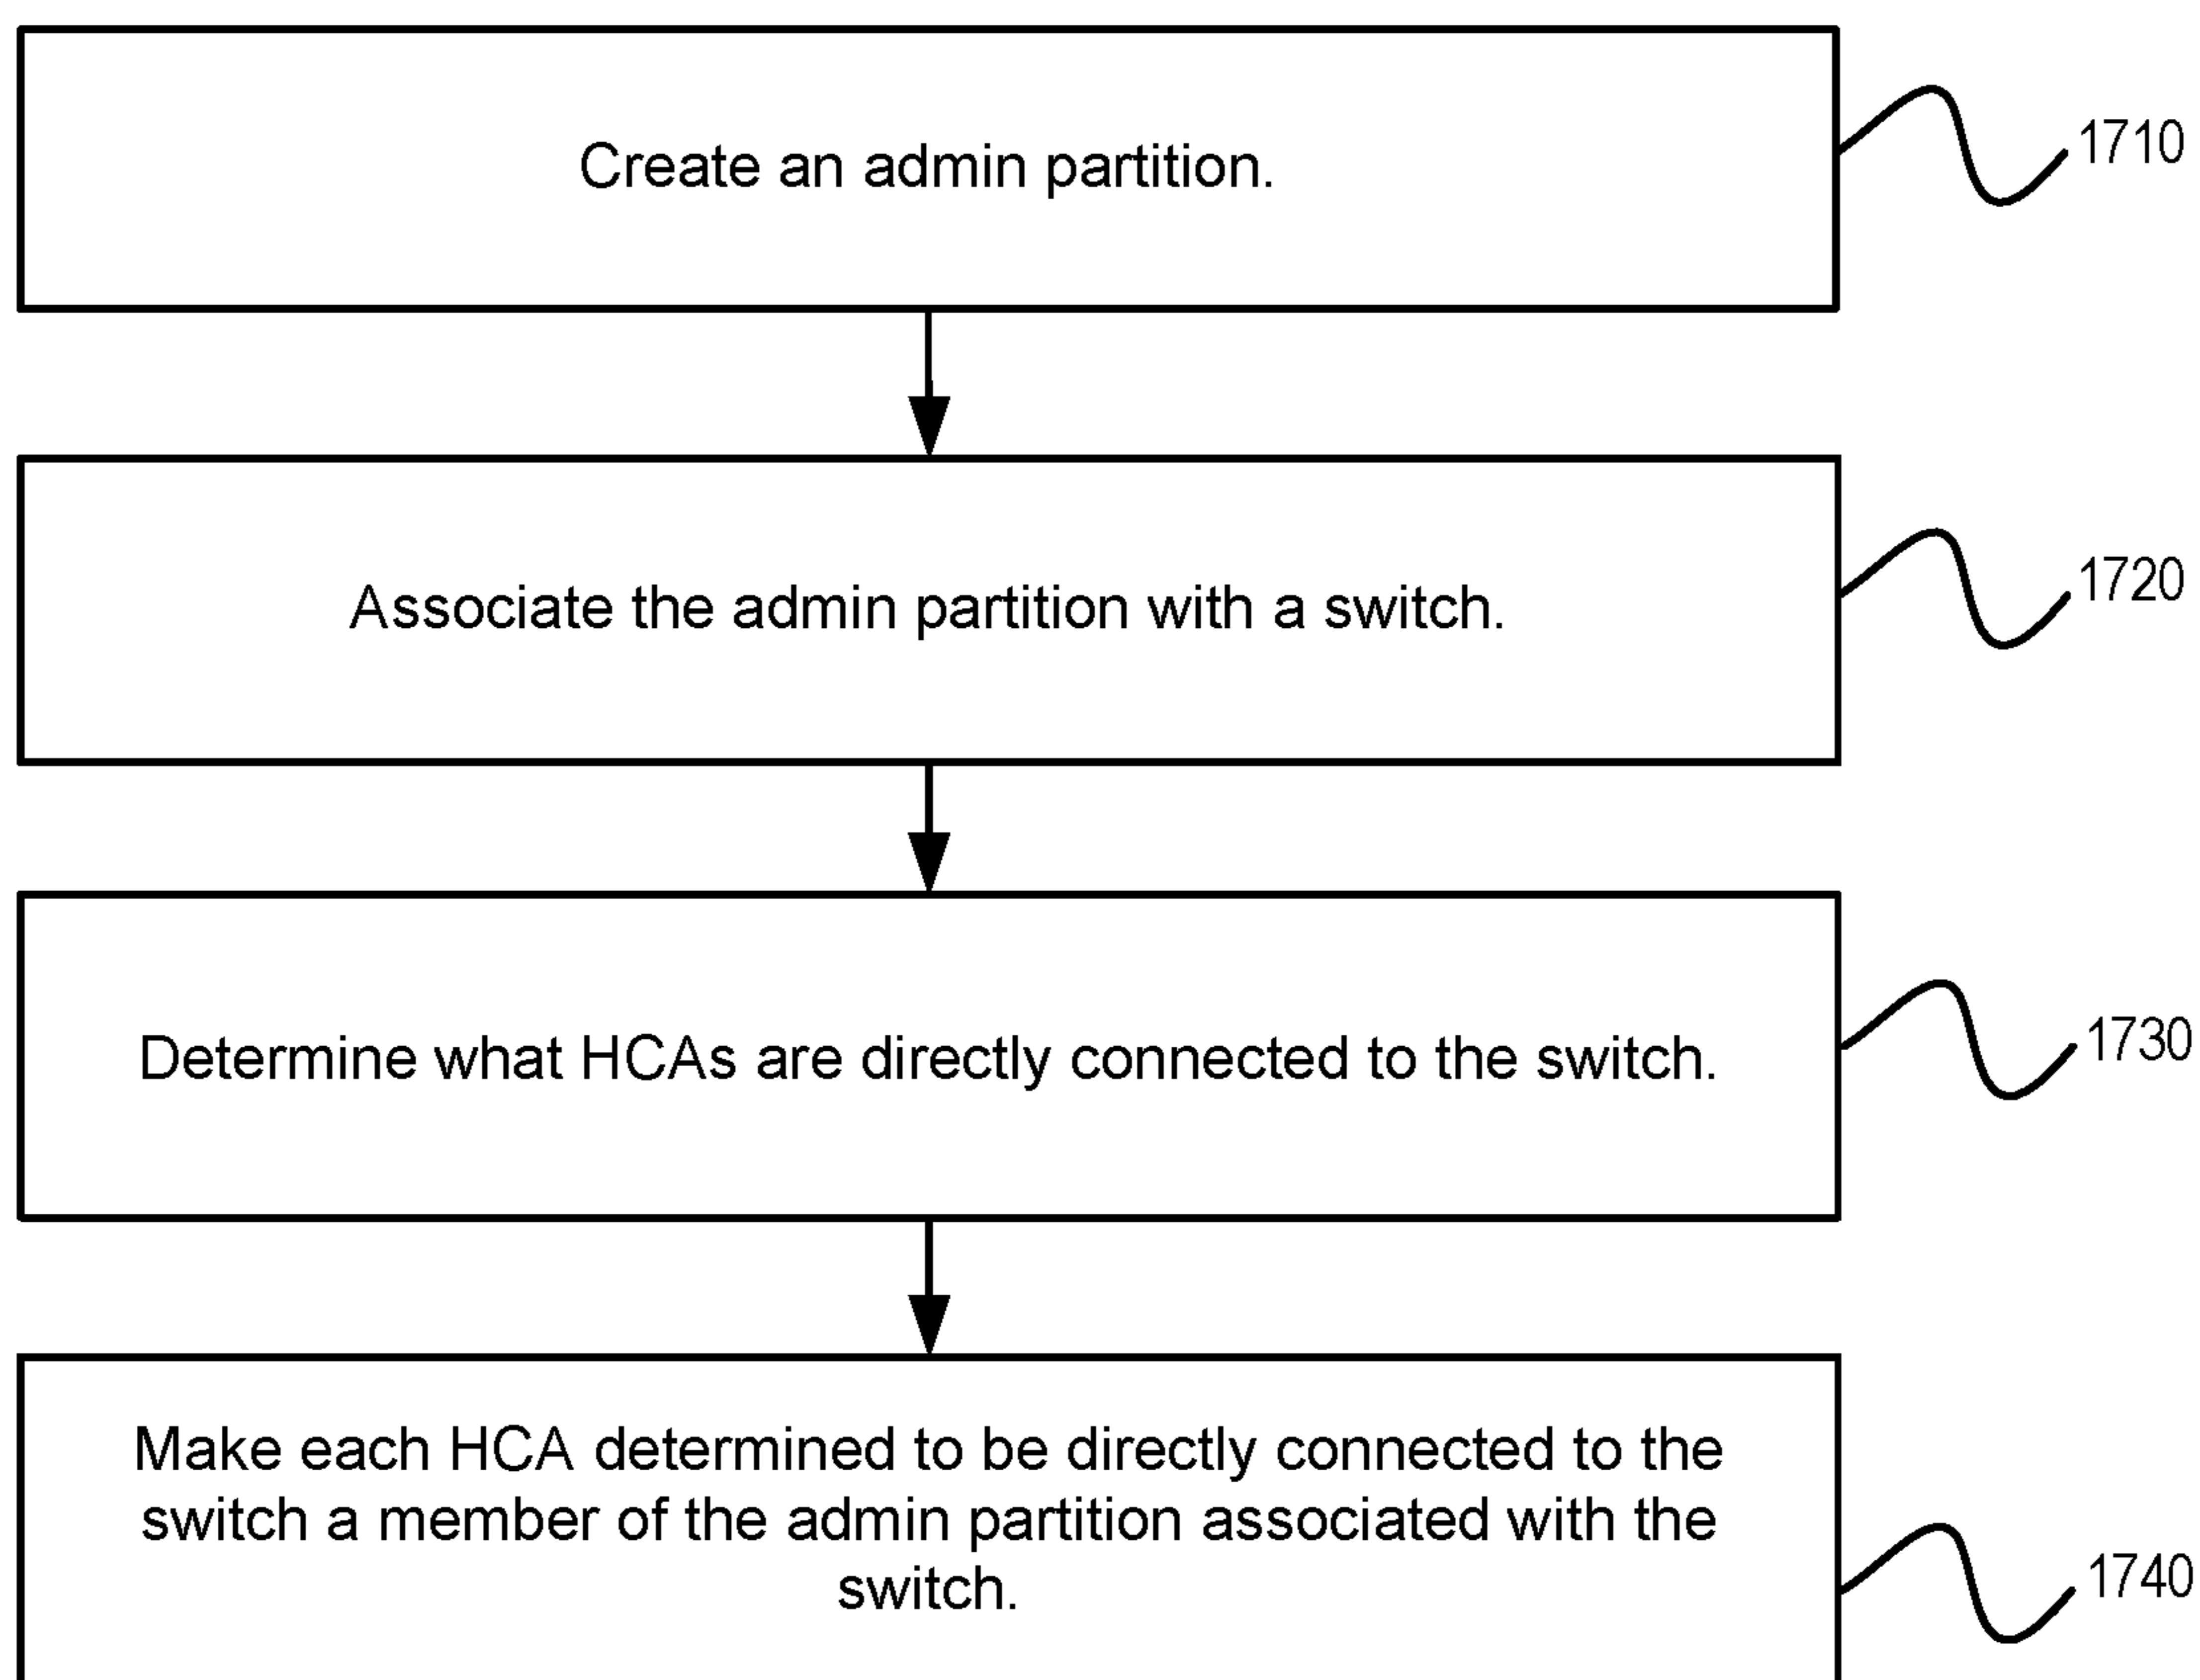 Create an admin partition.
1710
Associate the admin partition with a switch.
1720
Determine what HCAs are directly connected to the switch.
1730
Make each HCA determined to be directly connected to the
switch a member of the admin partition associated with the
switch.
1740